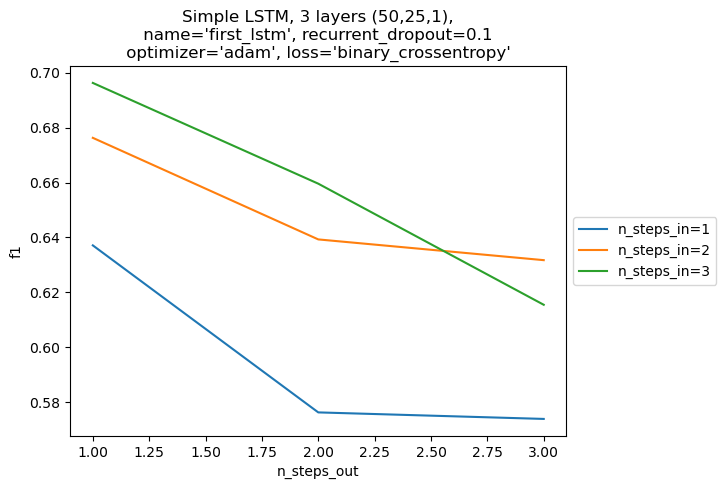 Simple LSTM, 3 layers (50,25,1),
name='first_lstm', recurrent_dropout=0.1
optimizer='adam', loss='binary_crossentropy'
0.70
0.68
0.66
0.64
0.62
0.60
0.58
f1
1.00 1.25 1.50 1.75 2.00 2.25 2.50 2.75 3.00
n_steps_out
n_steps_in=1
n_steps_in=2
n_steps_in=3